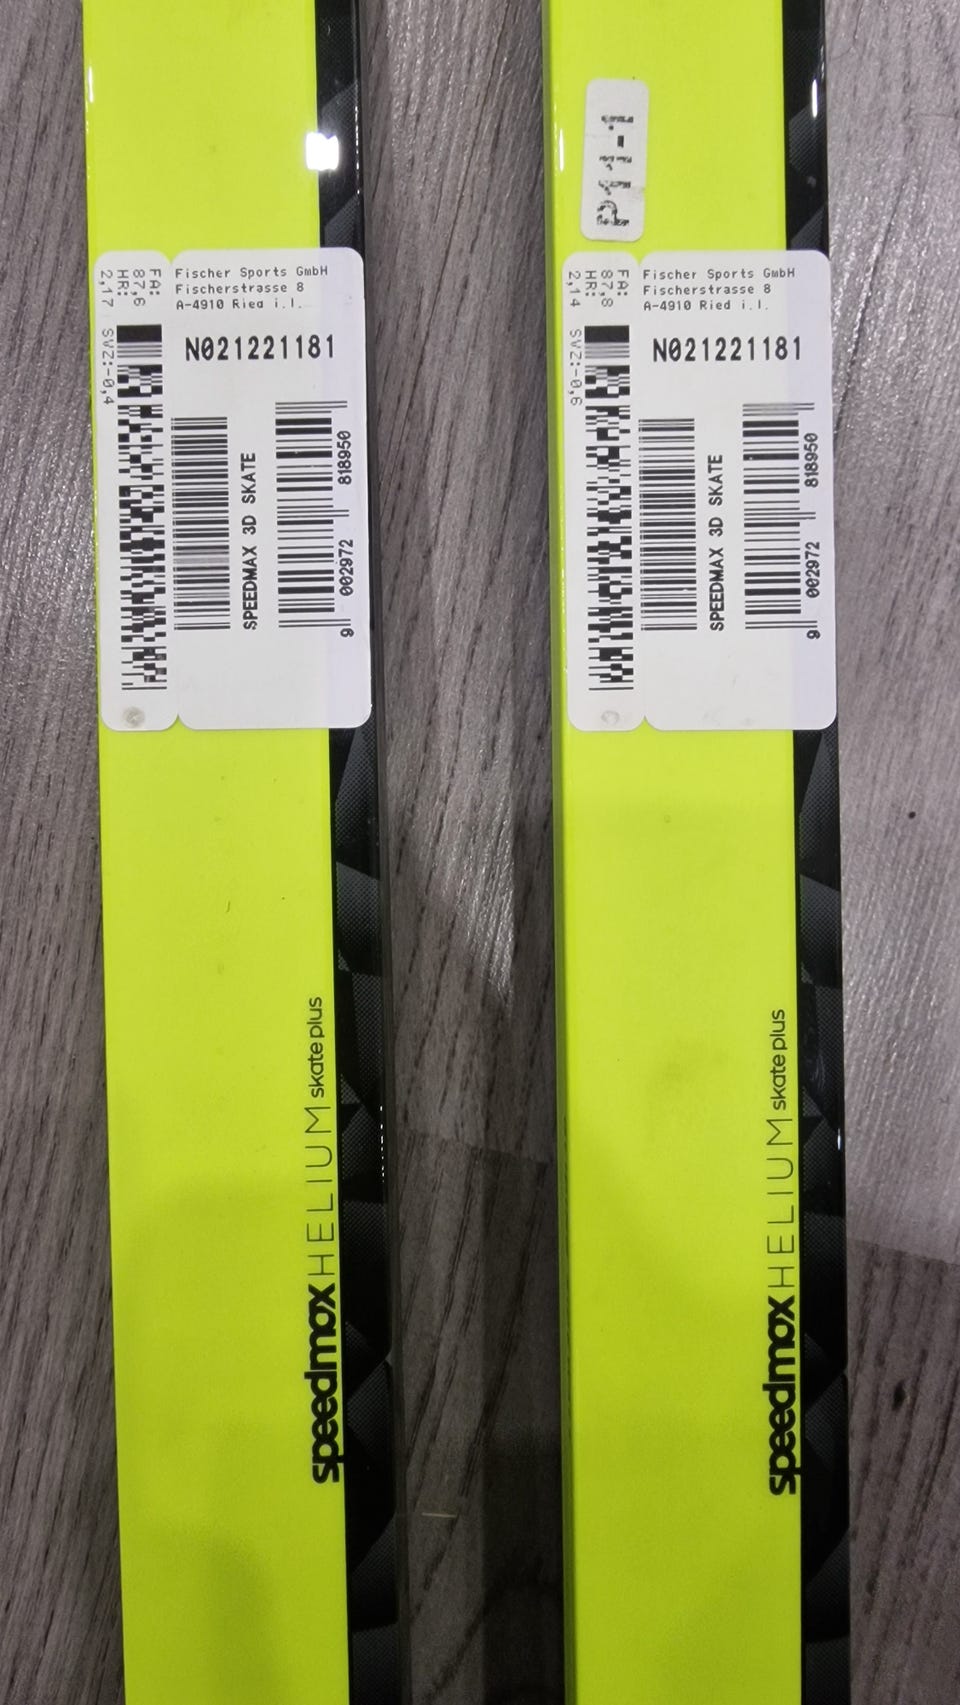 FA:
87,6
HR:
2,17 SVZ:-0,4
Fischer Sports GmbH
Fischerstrasse 8
A-4910 Ried i.I.
N021221181
SPEEDMAX 3D SKATE
9 002972 818950
speedmax HELIUM skate plus
FA:
87,8
HR:
2,14 SVZ:-0,6
Fischer Sports GmbH
Fischerstrasse 8
A-4910 Ried i.I.
N021221181
SPEEDMAX 3D SKATE
9 002972 818950
speedmax HELIUM skate plus